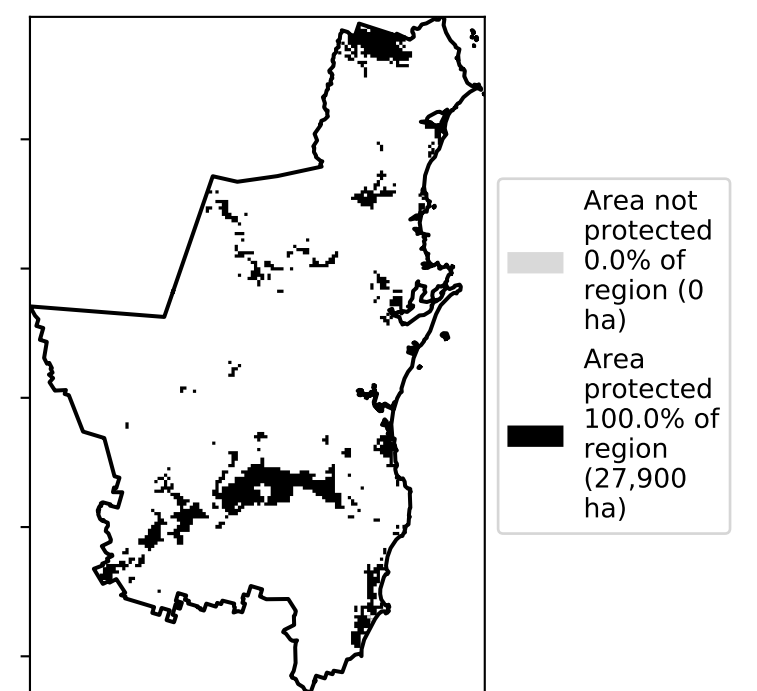 Area not
protected
0.0% of
region (0
ha)
Area
protected
100.0% of
region
(27,900
ha)